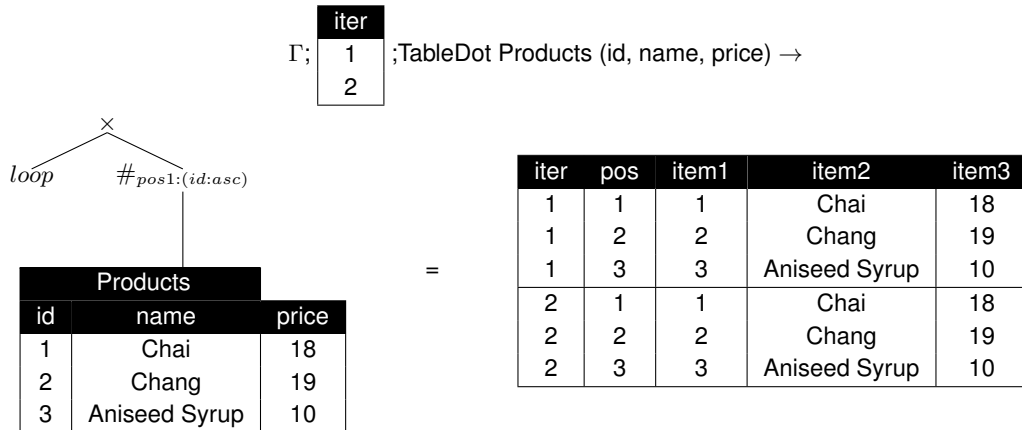 iter
Γ; 1 ;TableDot Products (id, name, price) →
2
×
loop #pos1:(id:asc)
Products
id name price
1 Chai 18
2 Chang 19
3 Aniseed Syrup 10
=
iter pos item1 item2 item3
1 1 1 Chai 18
1 2 2 Chang 19
1 3 3 Aniseed Syrup 10
2 1 1 Chai 18
2 2 2 Chang 19
2 3 3 Aniseed Syrup 10